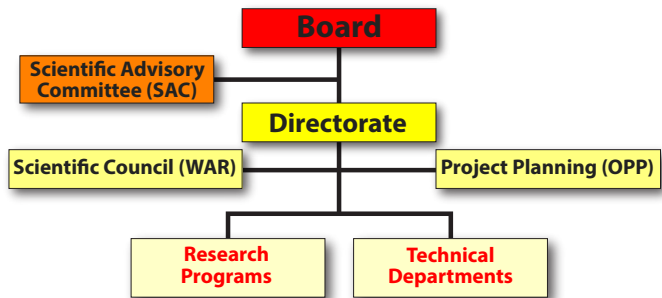 Board
Scientific Advisory
Committee (SAC)
Directorate
Scientific Council (WAR)
Project Planning (OPP)
Research
Programs
Technical
Departments